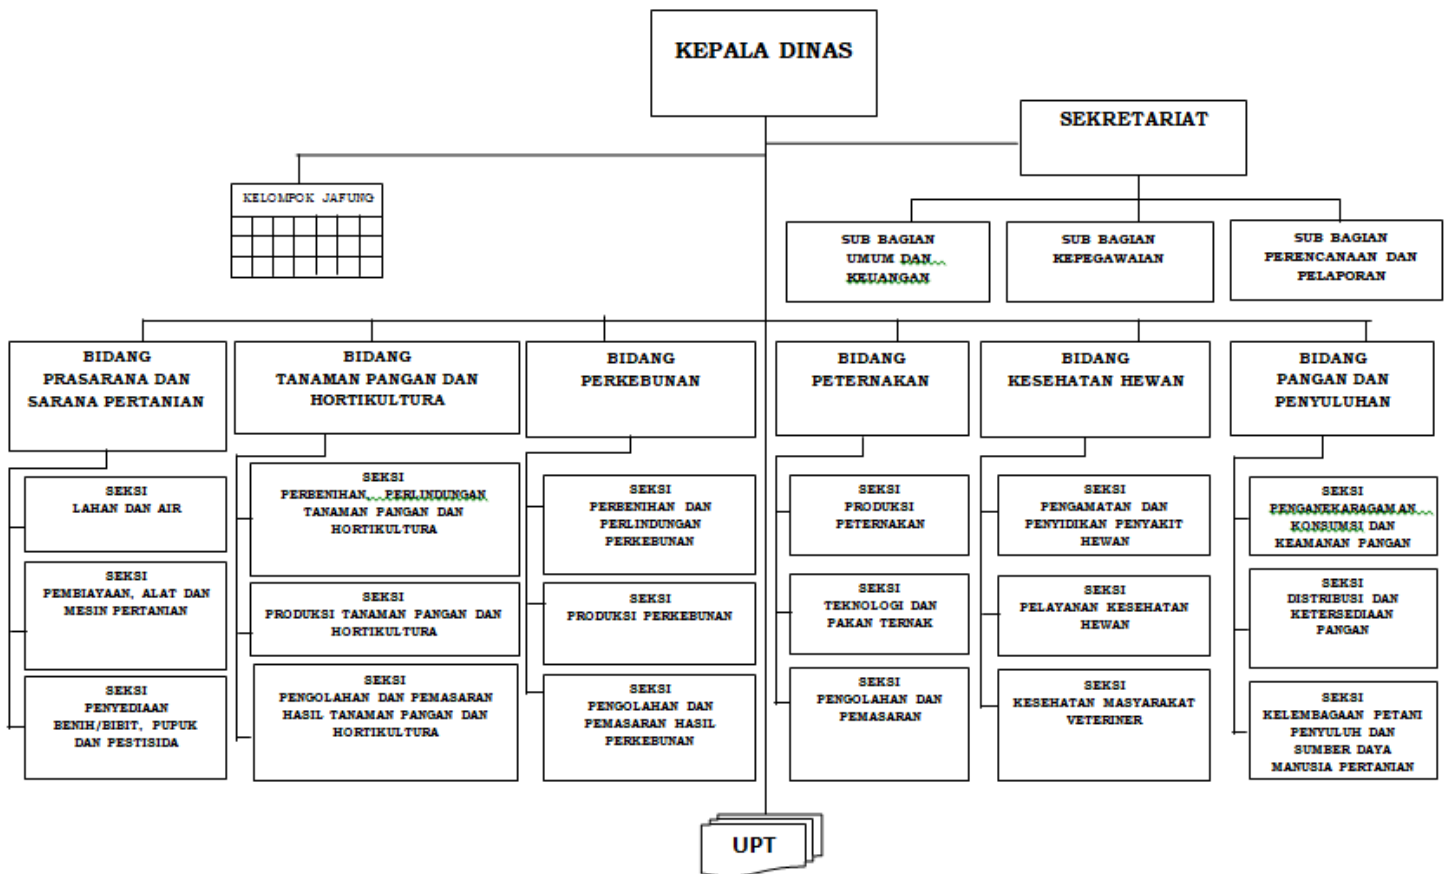 KEPALA DINAS
SEKRETARIAT
KELOMPOK JAFUNG
SUB BAGIAN
UMUM DAN
KEUANGAN
SUB BAGIAN
KEPEGAWAIAN
SUB BAGIAN
PERENCANAAN DAN
PELAPORAN
BIDANG
PRASARANA DAN
SARANA PERTANIAN
BIDANG
TANAMAN PANGAN DAN
HORTIKULTURA
BIDANG
PERKEBUNAN
BIDANG
PETERNAKAN
BIDANG
KESEHATAN HEWAN
BIDANG
PANGAN DAN
PENYULUHAN
SEKSI
LAHAN DAN AIR
SEKSI
PEMBIAYAAN, ALAT DAN
MESIN PERTANIAN
SEKSI
PENYEDIAAN
BENIH/BIBIT, PUPUK
DAN PESTISIDA
SEKSI
PERBENIHAN, PERLINDUNGAN
TANAMAN PANGAN DAN
HORTIKULTURA
SEKSI
PRODUKSI TANAMAN PANGAN DAN
HORTIKULTURA
SEKSI
PENGOLAHAN DAN PEMASARAN
HASIL TANAMAN PANGAN DAN
HORTIKULTURA
SEKSI
PERBENIHAN DAN
PERLINDUNGAN
PERKEBUNAN
SEKSI
PRODUKSI PERKEBUNAN
SEKSI
PENGOLAHAN DAN
PEMASARAN HASIL
PERKEBUNAN
SEKSI
PRODUKSI
PETERNAKAN
SEKSI
TEKNOLOGI DAN
PAKAN TERNAK
SEKSI
PENGOLAHAN DAN
PEMASARAN
SEKSI
PENGAMATAN DAN
PENYIDIKAN PENYAKIT
HEWAN
SEKSI
PELAYANAN KESEHATAN
HEWAN
SEKSI
KESEHATAN MASYARAKAT
VETERINER
SEKSI
PENGANEKARAGAMAN
KONSUMSI DAN
KEAMANAN PANGAN
SEKSI
DISTRIBUSI DAN
KETERSEDIAAN
PANGAN
SEKSI
KELEMBAGAAN PETANI
PENYULUH DAN
SUMBER DAYA
MANUSIA PERTANIAN
UPT